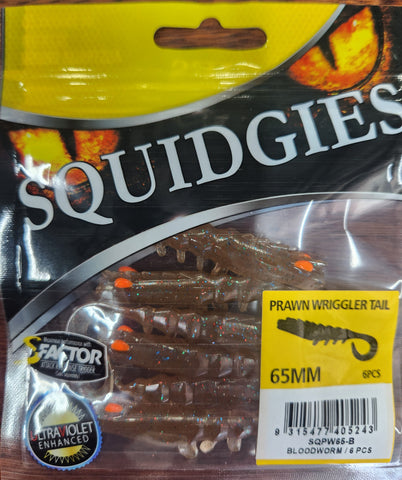 SQUIDGIES
PRAWN WRIGGLER TAIL
65MM
6PCS
S FACTOR
ULTRAVIOLET
ENHANCED
9 315477 405243
SQPW65-B
BLOODWORM / 6 PCS